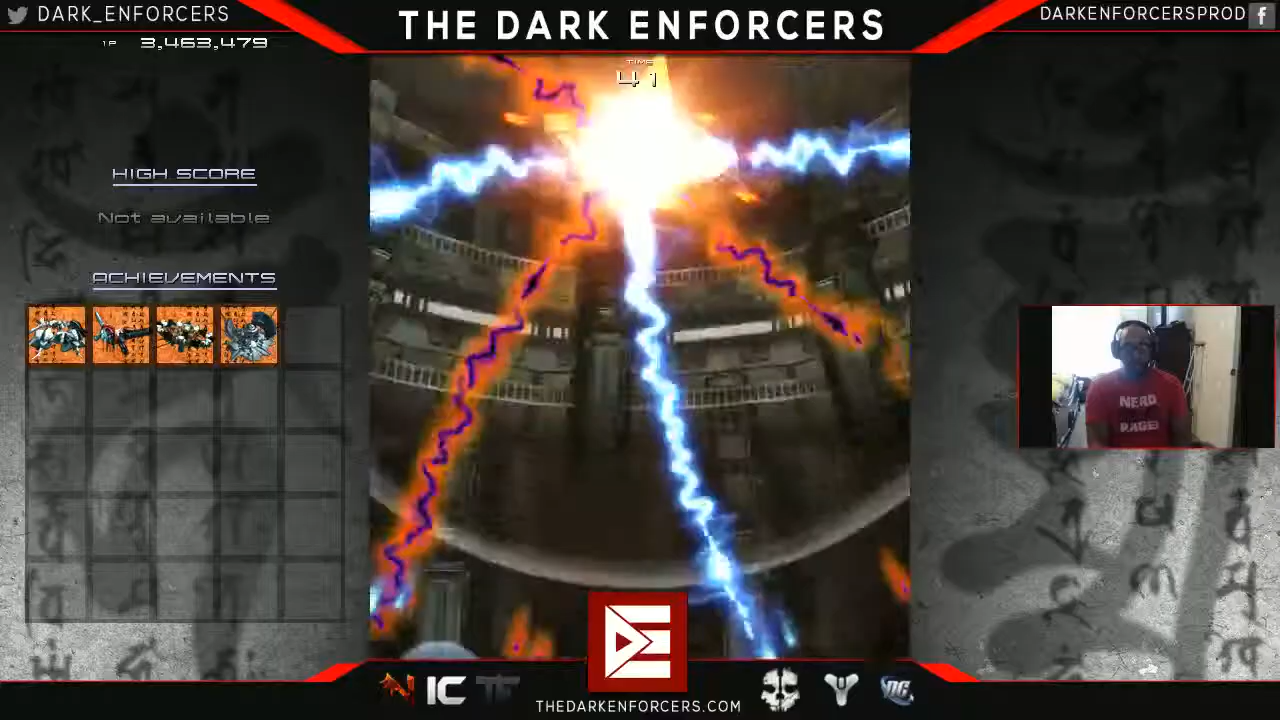 DARK_ENFORCERS
THE DARK ENFORCERS
DARKENFORCERSPROD
1P 3,463,479
TIME
41
HIGH SCORE
Not available
ACHIEVEMENTS
NERD
RAGE!
IC
DC
THEDARKENFORCERS.COM